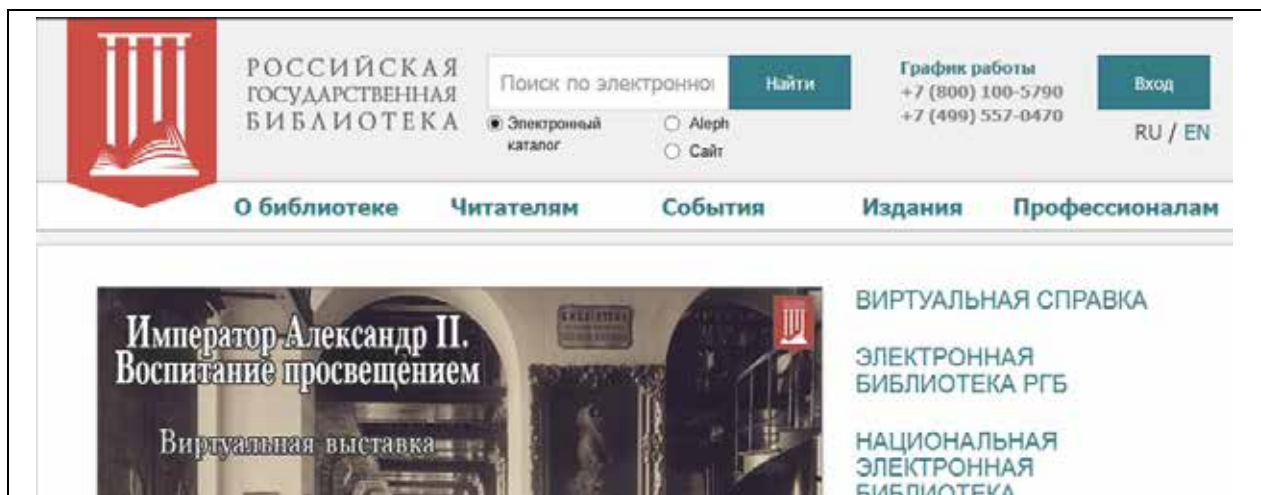 РОССИЙСКАЯ
ГОСУДАРСТВЕННАЯ
БИБЛИОТЕКА
Поиск по электронног
Найти
Электронный
каталог
Aleph
Сайт
График работы
+7 (800) 100-5790
+7 (499) 557-0470
Вход
RU / EN
О библиотеке Читателям События Издания Профессионалам
Император Александр II.
Воспитание просвещением
Виртуальная выставка
ВИРТУАЛЬНАЯ СПРАВКА
ЭЛЕКТРОННАЯ
БИБЛИОТЕКА РГБ
НАЦИОНАЛЬНАЯ
ЭЛЕКТРОННАЯ
БИБЛИОТЕКА